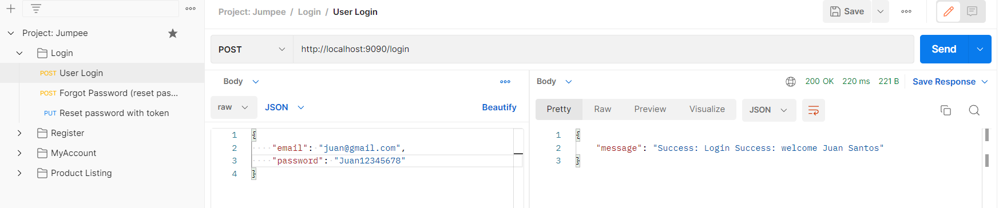 Project: Jumpee / Login / User Login
Save
Project: Jumpee
Login
POST User Login
POST Forgot Password (reset pas...
PUT Reset password with token
Register
MyAccount
Product Listing
POST http://localhost:9090/login Send
Body
raw JSON Beautify
1 {
2 "email": "juan@gmail.com",
3 "password": "Juan12345678"
4 }
Body 200 OK 220 ms 221 B Save Response
Pretty Raw Preview Visualize JSON
1 {
2 "message": "Success: Login Success: welcome Juan Santos"
3 }